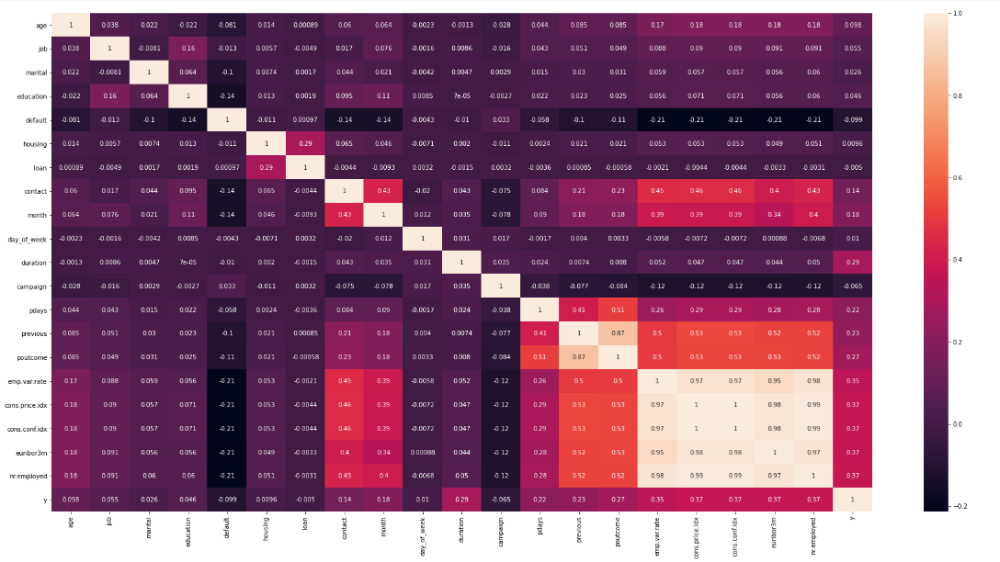 age 1 0.038 0.022 -0.022 -0.081 0.014 0.00089 0.06 0.064 -0.0023 -0.0013 -0.028 0.044 0.085 0.085 0.17 0.18 0.18 0.18 0.18 0.098
job 0.038 1 -0.0081 0.16 -0.013 0.0057 -0.0049 0.017 0.076 -0.0016 0.0086 -0.016 0.043 0.051 0.049 0.088 0.09 0.09 0.091 0.091 0.055
marital 0.022 -0.0081 1 0.064 -0.1 0.0074 0.0017 0.044 0.021 -0.0042 0.0047 0.0029 0.015 0.03 0.031 0.059 0.057 0.057 0.056 0.06 0.026
education -0.022 0.16 0.064 1 -0.14 0.013 0.0019 0.095 0.11 0.0085 7e-05 -0.0027 0.022 0.023 0.025 0.056 0.071 0.071 0.056 0.06 0.046
default -0.081 -0.013 -0.1 -0.14 1 -0.011 0.00097 -0.14 -0.14 -0.0043 -0.01 0.033 -0.058 -0.1 -0.11 -0.21 -0.21 -0.21 -0.21 -0.21 -0.099
housing 0.014 0.0057 0.0074 0.013 -0.011 1 0.29 0.065 0.046 -0.0071 0.002 -0.011 0.0024 0.021 0.021 0.053 0.053 0.053 0.049 0.051 0.0096
loan 0.00089 -0.0049 0.0017 0.0019 0.00097 0.29 1 -0.0044 -0.0093 0.0032 -0.0015 0.0032 -0.0036 0.00085 -0.00058 -0.0021 -0.0044 -0.0044 -0.0033 -0.0031 -0.005
contact 0.06 0.017 0.044 0.095 -0.14 0.065 -0.0044 1 0.43 -0.02 0.043 -0.075 0.084 0.21 0.23 0.45 0.46 0.46 0.4 0.43 0.14
month 0.064 0.076 0.021 0.11 -0.14 0.046 -0.0093 0.43 1 0.012 0.035 -0.078 0.09 0.18 0.18 0.39 0.39 0.39 0.34 0.4 0.18
day_of_week -0.0023 -0.0016 -0.0042 0.0085 -0.0043 -0.0071 0.0032 -0.02 0.012 1 0.031 0.017 -0.0017 0.004 0.0033 -0.0058 -0.0072 -0.0072 0.00088 -0.0068 0.01
duration -0.0013 0.0086 0.0047 7e-05 -0.01 0.002 -0.0015 0.043 0.035 0.031 1 0.035 0.024 0.0074 0.008 0.052 0.047 0.047 0.044 0.05 0.29
campaign -0.028 -0.016 0.0029 -0.0027 0.033 -0.011 0.0032 -0.075 -0.078 0.017 0.035 1 -0.038 -0.077 -0.084 -0.12 -0.12 -0.12 -0.12 -0.12 -0.065
pdays 0.044 0.043 0.015 0.022 -0.058 0.0024 -0.0036 0.084 0.09 -0.0017 0.024 -0.038 1 0.41 0.51 0.26 0.29 0.29 0.28 0.28 0.22
previous 0.085 0.051 0.03 0.023 -0.1 0.021 0.00085 0.21 0.18 0.004 0.0074 -0.077 0.41 1 0.87 0.5 0.53 0.53 0.52 0.52 0.23
poutcome 0.085 0.049 0.031 0.025 -0.11 0.021 -0.00058 0.23 0.18 0.0033 0.008 -0.084 0.51 0.87 1 0.5 0.53 0.53 0.53 0.52 0.27
emp.var.rate 0.17 0.088 0.059 0.056 -0.21 0.053 -0.0021 0.45 0.39 -0.0058 0.052 -0.12 0.26 0.5 0.5 1 0.97 0.97 0.95 0.98 0.35
cons.price.idx 0.18 0.09 0.057 0.071 -0.21 0.053 -0.0044 0.46 0.39 -0.0072 0.047 -0.12 0.29 0.53 0.53 0.97 1 1 0.98 0.99 0.37
cons.conf.idx 0.18 0.09 0.057 0.071 -0.21 0.053 -0.0044 0.46 0.39 -0.0072 0.047 -0.12 0.29 0.53 0.53 0.97 1 1 0.98 0.99 0.37
euribor3m 0.18 0.091 0.056 0.056 -0.21 0.049 -0.0033 0.4 0.34 0.00088 0.044 -0.12 0.28 0.52 0.53 0.95 0.98 0.98 1 0.97 0.37
nr.employed 0.18 0.091 0.06 0.06 -0.21 0.051 -0.0031 0.43 0.4 -0.0068 0.05 -0.12 0.28 0.52 0.52 0.98 0.99 0.99 0.97 1 0.37
y 0.098 0.055 0.026 0.046 -0.099 0.0096 -0.005 0.14 0.18 0.01 0.29 -0.065 0.22 0.23 0.27 0.35 0.37 0.37 0.37 0.37 1
age job marital education default housing loan contact month day_of_week duration campaign pdays previous poutcome emp.var.rate cons.price.idx cons.conf.idx euribor3m nr.employed y
1.0
0.8
0.6
0.4
0.2
0.0
−0.2